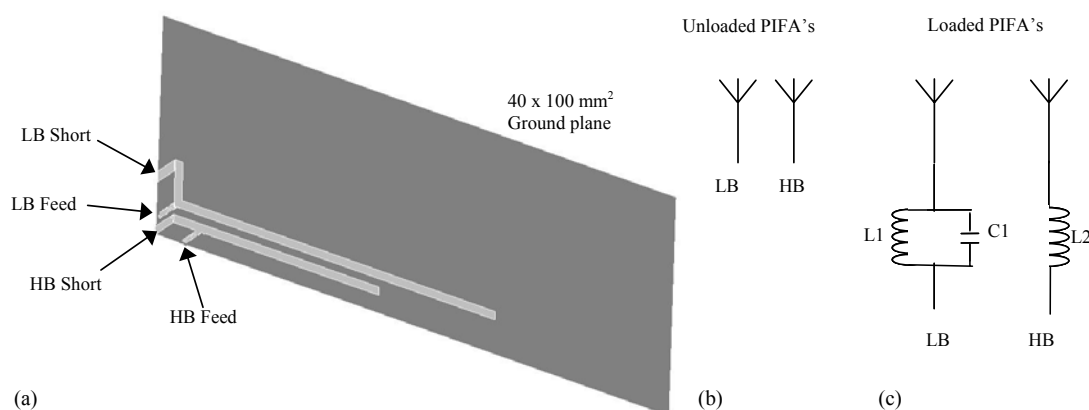 Unloaded PIFA's
Loaded PIFA's
40 x 100 mm²
Ground plane
LB Short
LB Feed
HB Short
HB Feed
LB
HB
L1
C1
L2
LB
HB
(a)
(b)
(c)